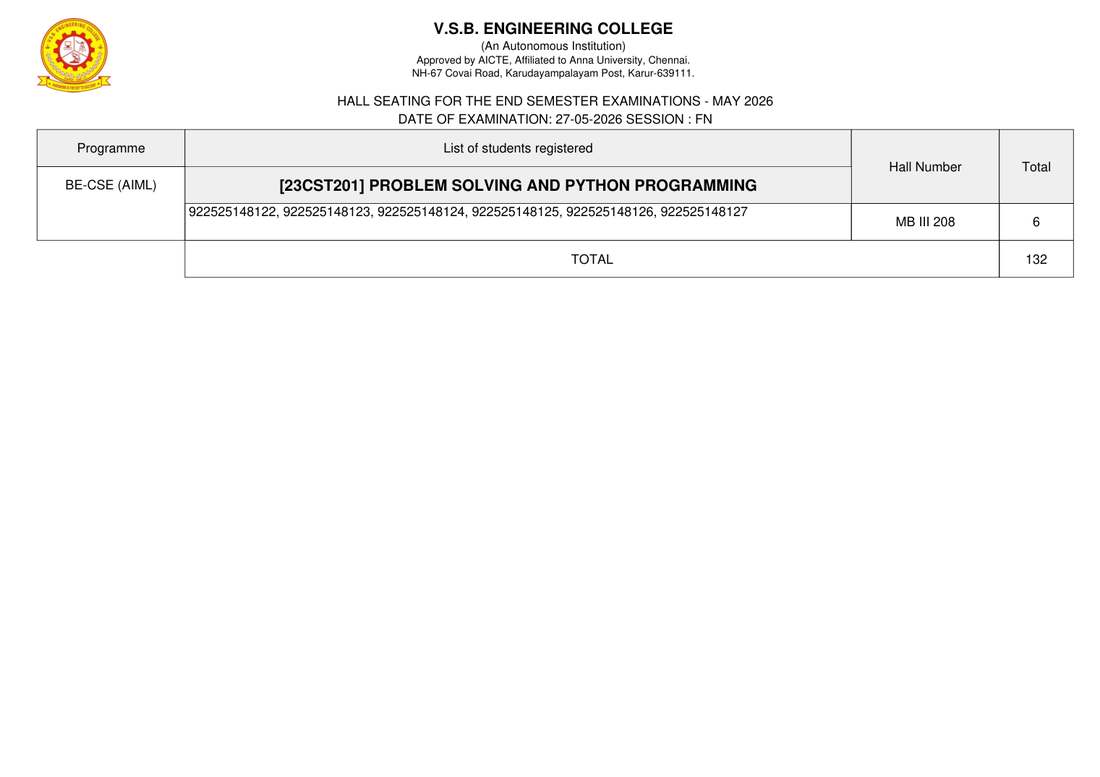 V.S.B. ENGINEERING COLLEGE
(An Autonomous Institution)
Approved by AICTE, Affiliated to Anna University, Chennai.
NH-67 Covai Road, Karudayampalayam Post, Karur-639111.
HALL SEATING FOR THE END SEMESTER EXAMINATIONS - MAY 2026
DATE OF EXAMINATION: 27-05-2026 SESSION : FN
Programme List of students registered Hall Number Total
BE-CSE (AIML) [23CST201] PROBLEM SOLVING AND PYTHON PROGRAMMING
922525148122, 922525148123, 922525148124, 922525148125, 922525148126, 922525148127 MB III 208 6
TOTAL 132